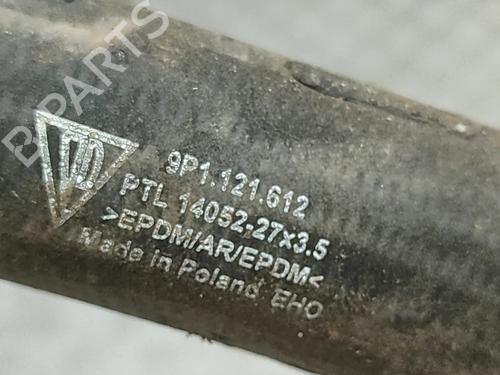 B-PARTS
9P1.121.612
PTL 14052-27x3.5
>EPDM/AR/EPDM<
Made in Poland EHO